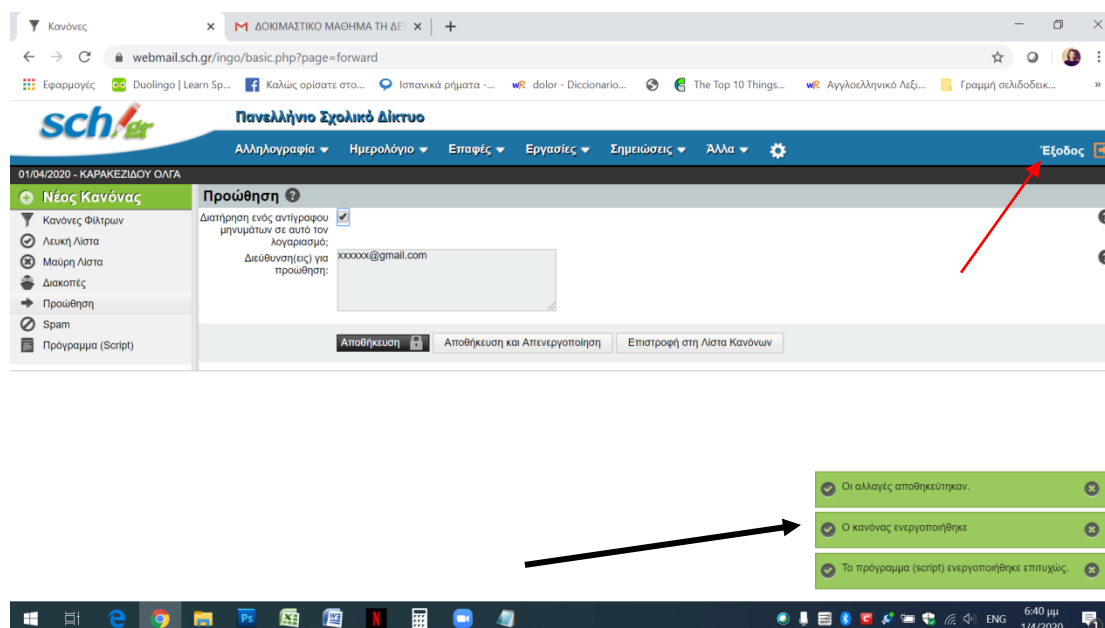 Κανόνες
ΔΟΚΙΜΑΣΤΙΚΟ ΜΑΘΗΜΑ ΤΗ ΔΕΥ
webmail.sch.gr/ingo/basic.php?page=forward
Εφαρμογές Duolingo | Learn Sp... Καλώς ορίσατε στο... Ισπανικά ρήματα -... dolor - Diccionario... The Top 10 Things... Αγγλοελληνικό Λεξι... Γραμμή σελιδοδεικ... »
sch.gr
Πανελλήνιο Σχολικό Δίκτυο
Αλληλογραφία Ημερολόγιο Επαφές Εργασίες Σημειώσεις Άλλα Έξοδος
01/04/2020 - ΚΑΡΑΚΕΖΙΔΟΥ ΟΛΓΑ
Νέος Κανόνας
Κανόνες Φίλτρων
Λευκή Λίστα
Μαύρη Λίστα
Διακοπές
Προώθηση
Spam
Πρόγραμμα (Script)
Προώθηση
Διατήρηση ενός αντίγραφου
μηνυμάτων σε αυτό τον
λογαριασμό;
Διεύθυνση(εις) για
προώθηση:
xxxxxx@gmail.com
Αποθήκευση Αποθήκευση και Απενεργοποίηση Επιστροφή στη Λίστα Κανόνων
Οι αλλαγές αποθηκεύτηκαν.
Ο κανόνας ενεργοποιήθηκε
Το πρόγραμμα (script) ενεργοποιήθηκε επιτυχώς.
ENG
6:40 μμ
1/4/2020